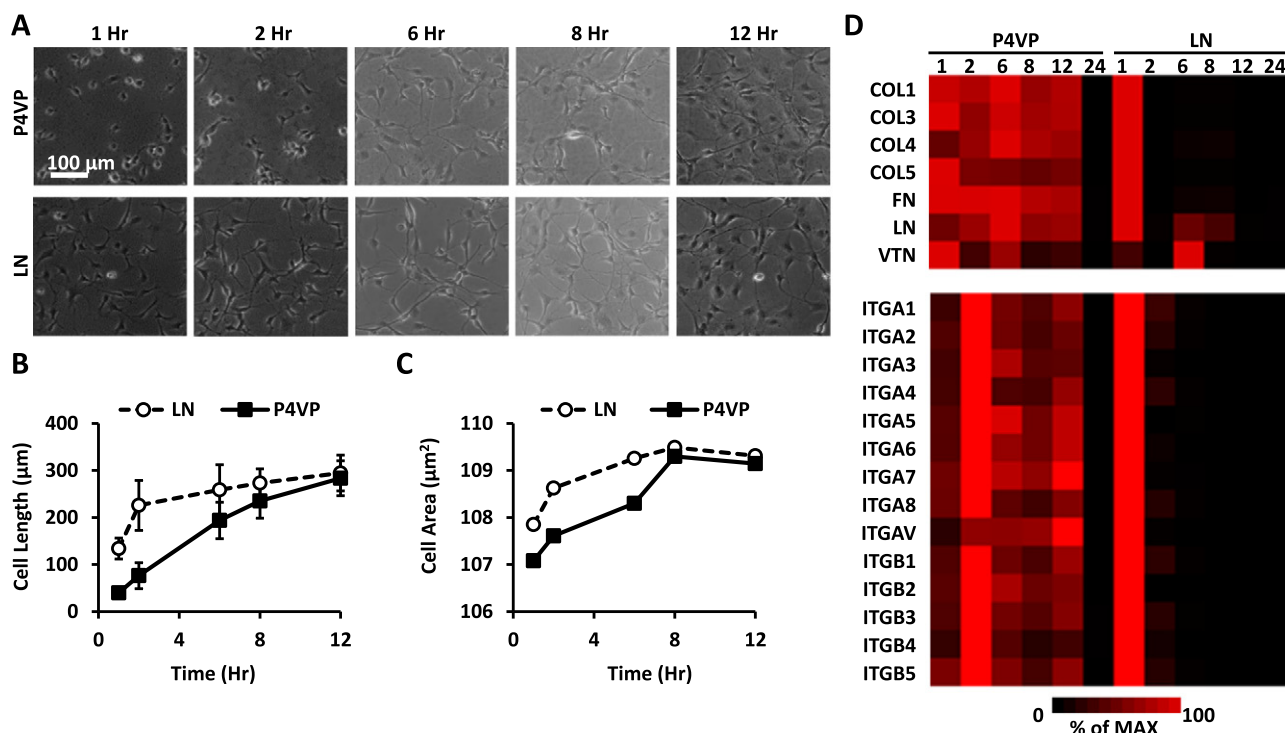 A
1 Hr 2 Hr 6 Hr 8 Hr 12 Hr
P4VP
100 µm
LN
B
LN P4VP
Cell Length (µm)
400
300
200
100
0
0 4 8 12
Time (Hr)
C
LN P4VP
Cell Area (µm²)
110
109
108
107
106
0 4 8 12
Time (Hr)
D
P4VP LN
1 2 6 8 12 24 1 2 6 8 12 24
COL1
COL3
COL4
COL5
FN
LN
VTN
ITGA1
ITGA2
ITGA3
ITGA4
ITGA5
ITGA6
ITGA7
ITGA8
ITGAV
ITGB1
ITGB2
ITGB3
ITGB4
ITGB5
0 100
% of MAX